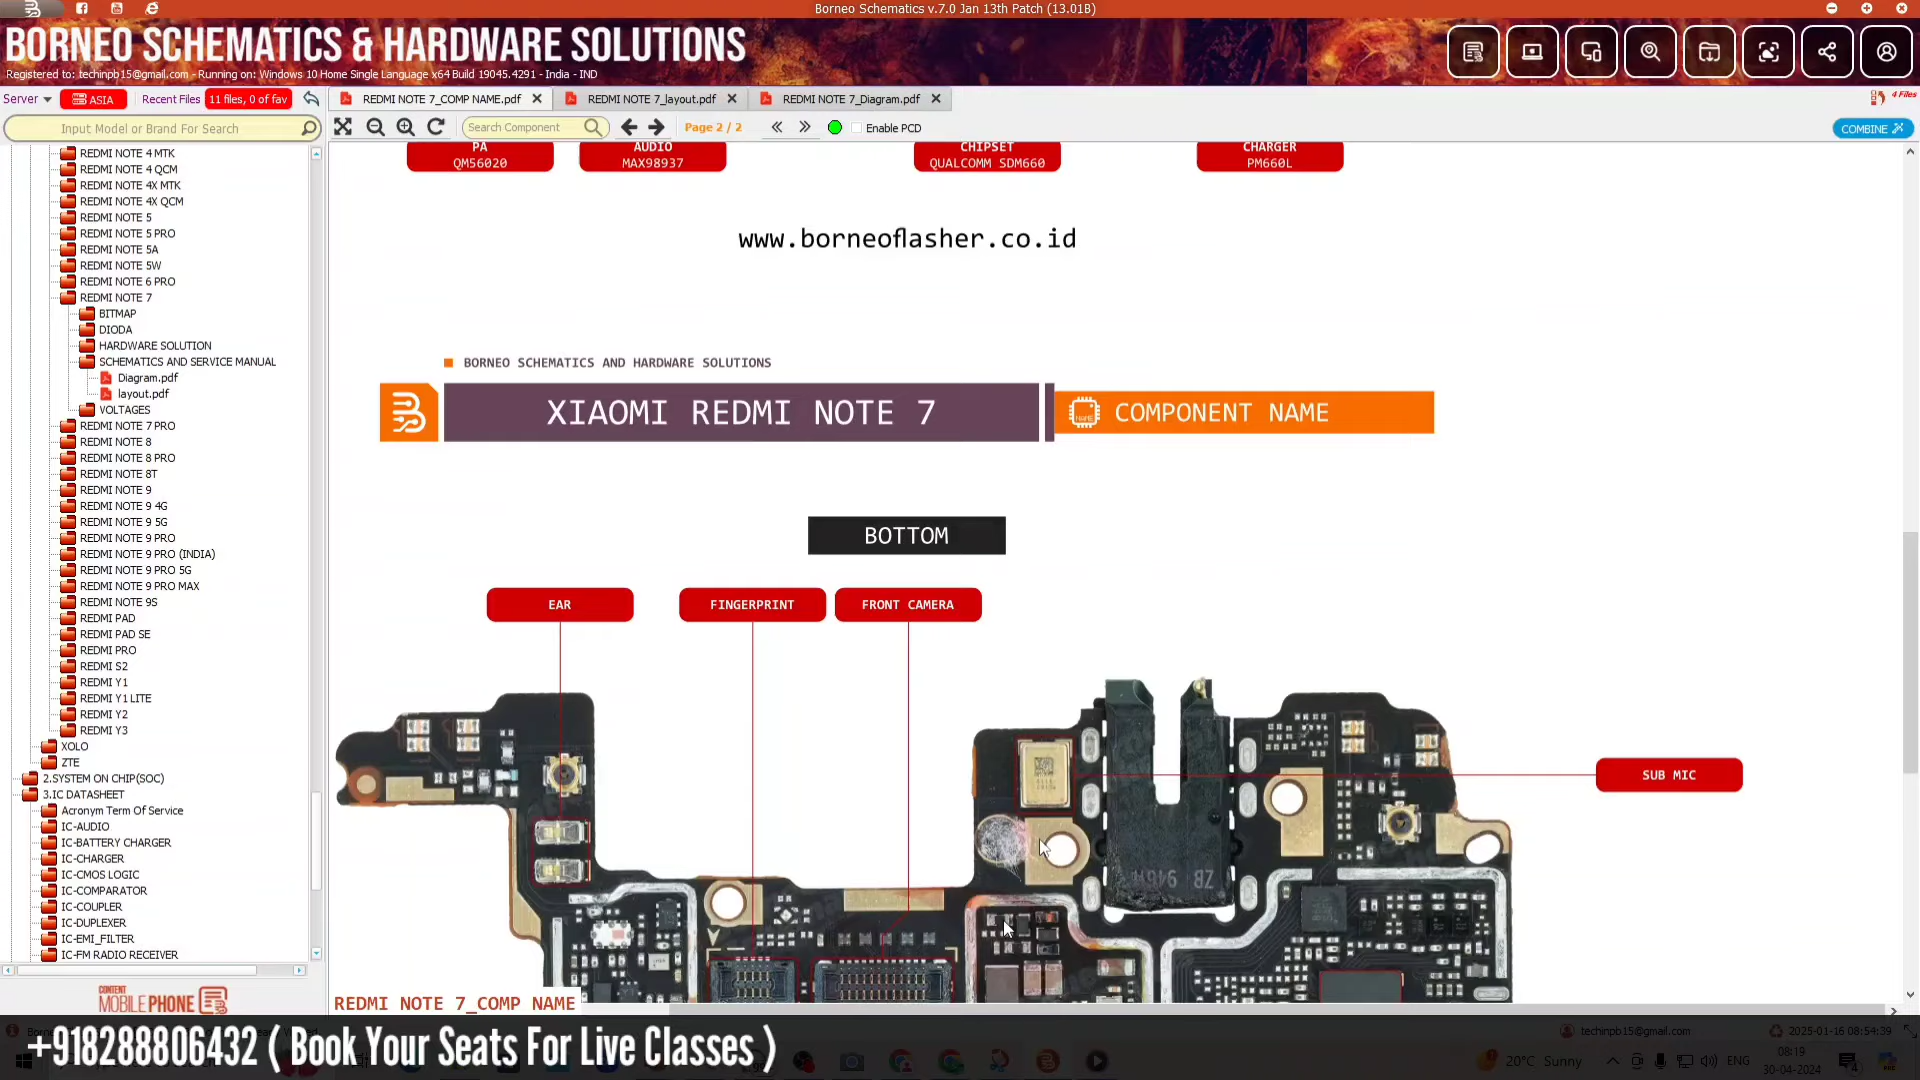 Borneo Schematics v.7.0 Jan 13th Patch (13.01B)
BORNEO SCHEMATICS & HARDWARE SOLUTIONS
Registered to: techinpb15@gmail.com - Running on: Windows 10 Home Single Language x64 Build 19045.4291 - India - IND
Server ASIA Recent Files 11 files, 0 of fav
REDMI NOTE 7_COMP NAME.pdf REDMI NOTE 7_layout.pdf REDMI NOTE 7_Diagram.pdf
4 Files
Input Model or Brand For Search
Search Component
Page 2 / 2
Enable PCD
COMBINE
REDMI NOTE 4 MTK
REDMI NOTE 4 QCM
REDMI NOTE 4X MTK
REDMI NOTE 4X QCM
REDMI NOTE 5
REDMI NOTE 5 PRO
REDMI NOTE 5A
REDMI NOTE 5W
REDMI NOTE 6 PRO
REDMI NOTE 7
BITMAP
DIODA
HARDWARE SOLUTION
SCHEMATICS AND SERVICE MANUAL
Diagram.pdf
layout.pdf
VOLTAGES
REDMI NOTE 7 PRO
REDMI NOTE 8
REDMI NOTE 8 PRO
REDMI NOTE 8T
REDMI NOTE 9
REDMI NOTE 9 4G
REDMI NOTE 9 5G
REDMI NOTE 9 PRO
REDMI NOTE 9 PRO (INDIA)
REDMI NOTE 9 PRO 5G
REDMI NOTE 9 PRO MAX
REDMI NOTE 9S
REDMI PAD
REDMI PAD SE
REDMI PRO
REDMI S2
REDMI Y1
REDMI Y1 LITE
REDMI Y2
REDMI Y3
XOLO
ZTE
2.SYSTEM ON CHIP(SOC)
3.IC DATASHEET
Acronym Term Of Service
IC-AUDIO
IC-BATTERY CHARGER
IC-CHARGER
IC-CMOS LOGIC
IC-COMPARATOR
IC-COUPLER
IC-DUPLEXER
IC-EMI_FILTER
IC-FM RADIO RECEIVER
CONTENT
MOBILE PHONE
PA
QM56020
AUDIO
MAX98937
CHIPSET
QUALCOMM SDM660
CHARGER
PM660L
www.borneoflasher.co.id
BORNEO SCHEMATICS AND HARDWARE SOLUTIONS
XIAOMI REDMI NOTE 7
COMPONENT NAME
BOTTOM
EAR
FINGERPRINT
FRONT CAMERA
SUB MIC
ZB 946
REDMI NOTE 7_COMP NAME
techinpb15@gmail.com
2025-01-16 08:54:39
+918288806432 ( Book Your Seats For Live Classes )
20°C Sunny
ENG
08:19
30-04-2024